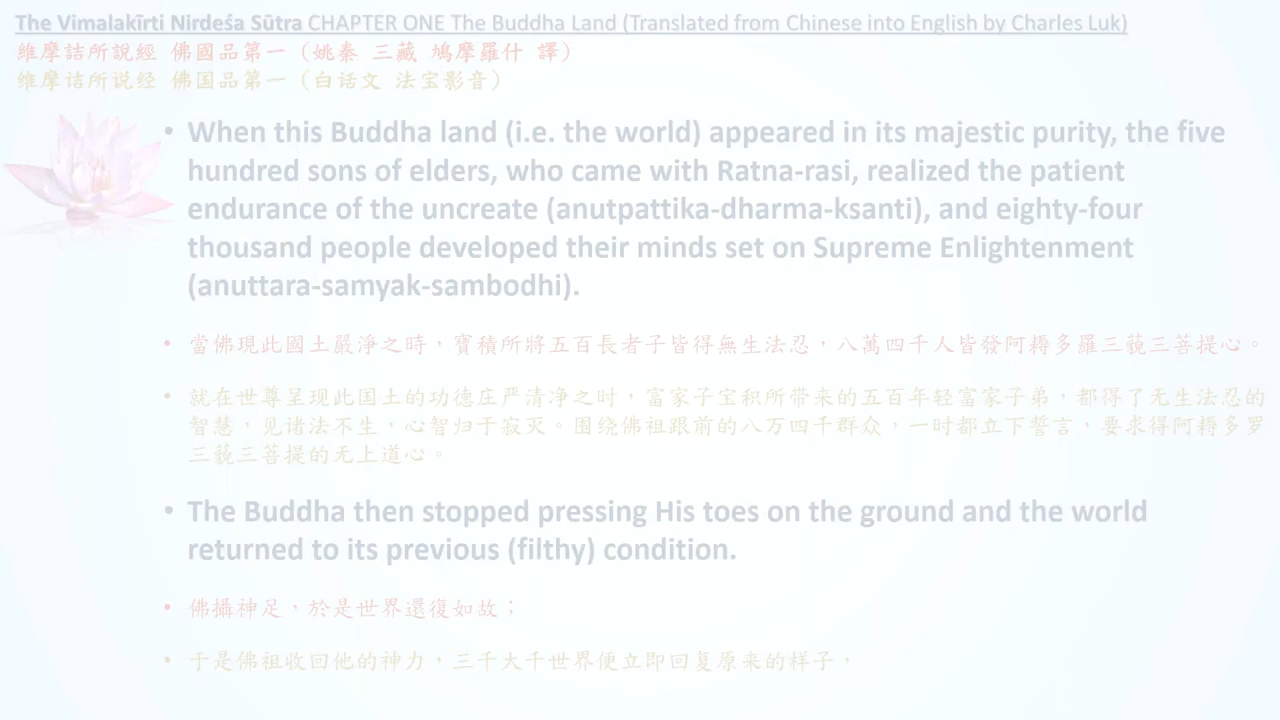 The Vimalakīrti Nirdeśa Sūtra CHAPTER ONE The Buddha Land (Translated from Chinese into English by Charles Luk)
維摩詰所說經 佛國品第一 (姚秦 三藏 鳩摩羅什 譯)
维摩诘所说经 佛国品第一 (白话文 法宝影音)
• When this Buddha land (i.e. the world) appeared in its majestic purity, the five
hundred sons of elders, who came with Ratna-rasi, realized the patient
endurance of the uncreate (anutpattika-dharma-ksanti), and eighty-four
thousand people developed their minds set on Supreme Enlightenment
(anuttara-samyak-sambodhi).
• 當佛現此國土嚴淨之時，寶積所將五百長者子皆得無生法忍，八萬四千人皆發阿耨多羅三藐三菩提心。
• 就在世尊呈现此国土的功德庄严清净之时，富家子宝积所带来的五百年轻富家子弟，都得了无生法忍的
智慧，见诸法不生，心智归于寂灭。围绕佛祖跟前的八万四千群众，一时都立下誓言，要求得阿耨多罗
三藐三菩提的无上道心。
• The Buddha then stopped pressing His toes on the ground and the world
returned to its previous (filthy) condition.
• 佛攝神足，於是世界還復如故；
• 于是佛祖收回他的神力，三千大千世界便立即回复原来的样子，